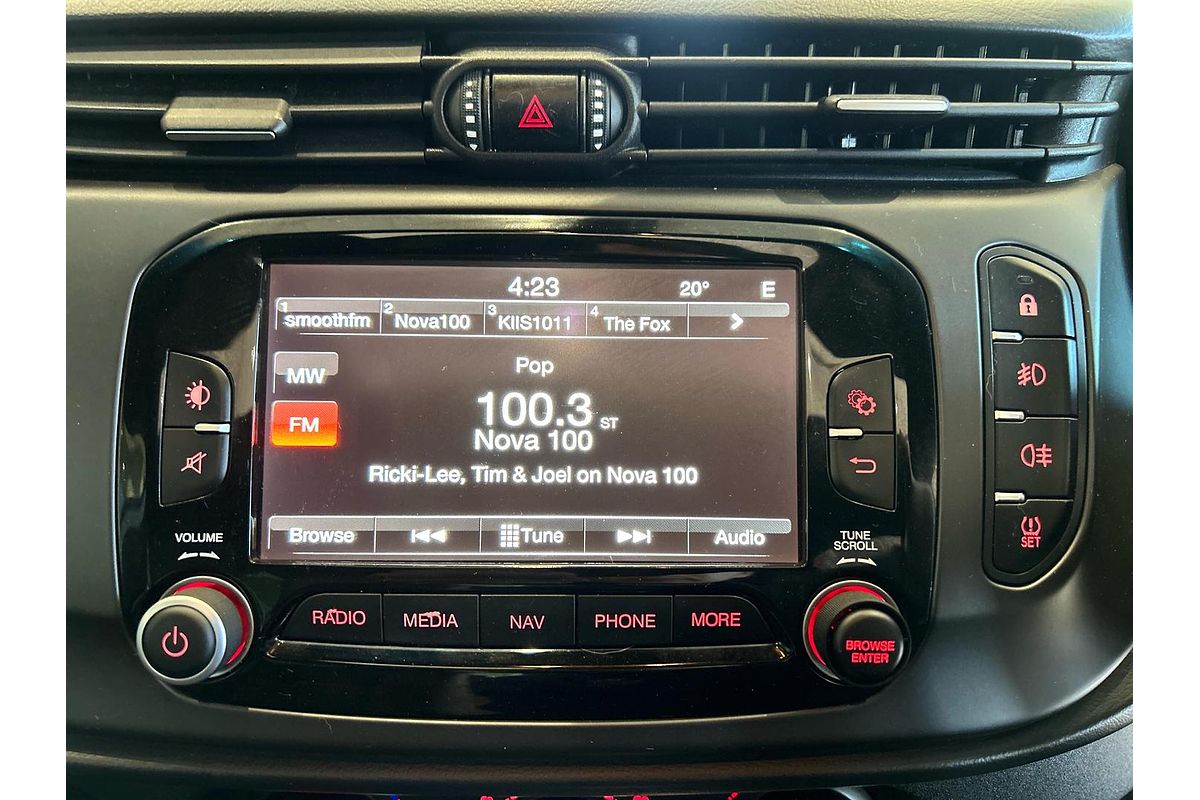 4:23 20° E
1 smoothfm 2 Nova100 3 KIIS1011 4 The Fox
MW
Pop
FM
100.3 ST
Nova 100
Ricki-Lee, Tim & Joel on Nova 100
Browse Tune Audio
VOLUME
TUNE
SCROLL
RADIO MEDIA NAV PHONE MORE
BROWSE
ENTER
SET